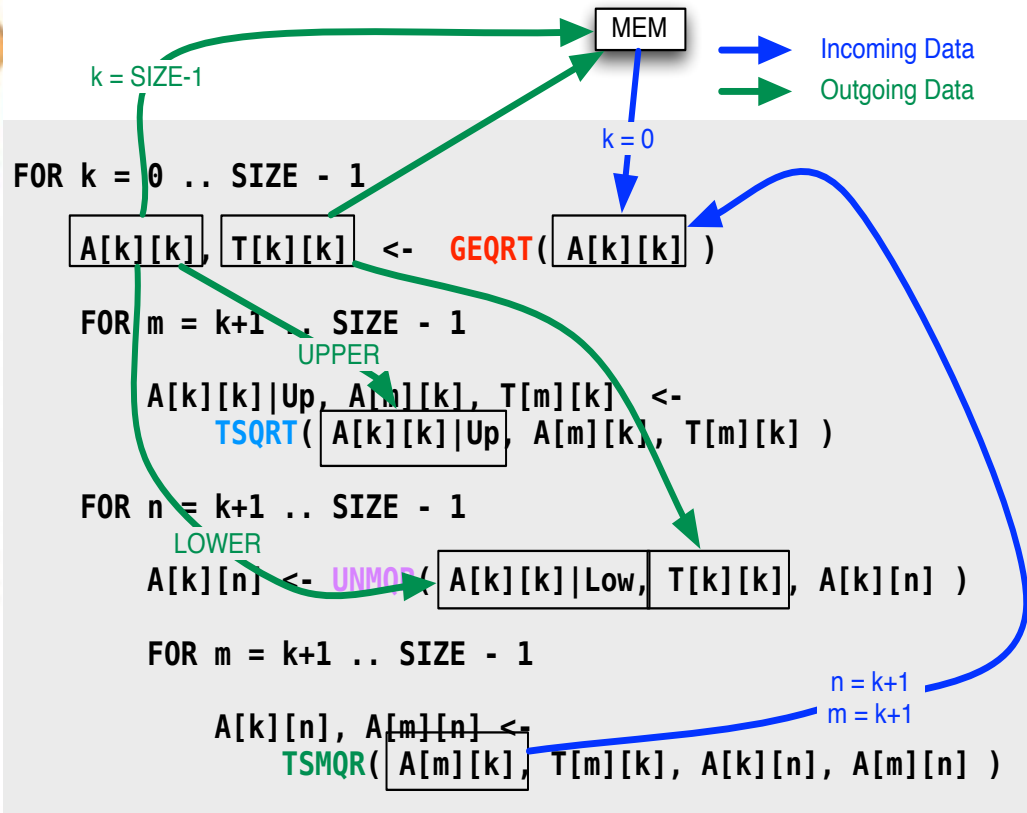 MEM
Incoming Data
k = SIZE-1
Outgoing Data
k = 0
FOR k = 0 .. SIZE - 1
A[k][k], T[k][k] <- GEQRT( A[k][k] )
FOR m = k+1 .. SIZE - 1
UPPER
A[k][k]|Up, A[m][k], T[m][k] <-
TSQRT( A[k][k]|Up, A[m][k], T[m][k] )
FOR n = k+1 .. SIZE - 1
LOWER
A[k][n] <- UNMQR( A[k][k]|Low, T[k][k], A[k][n] )
FOR m = k+1 .. SIZE - 1
n = k+1
m = k+1
A[k][n], A[m][n] <-
TSMQR( A[m][k], T[m][k], A[k][n], A[m][n] )